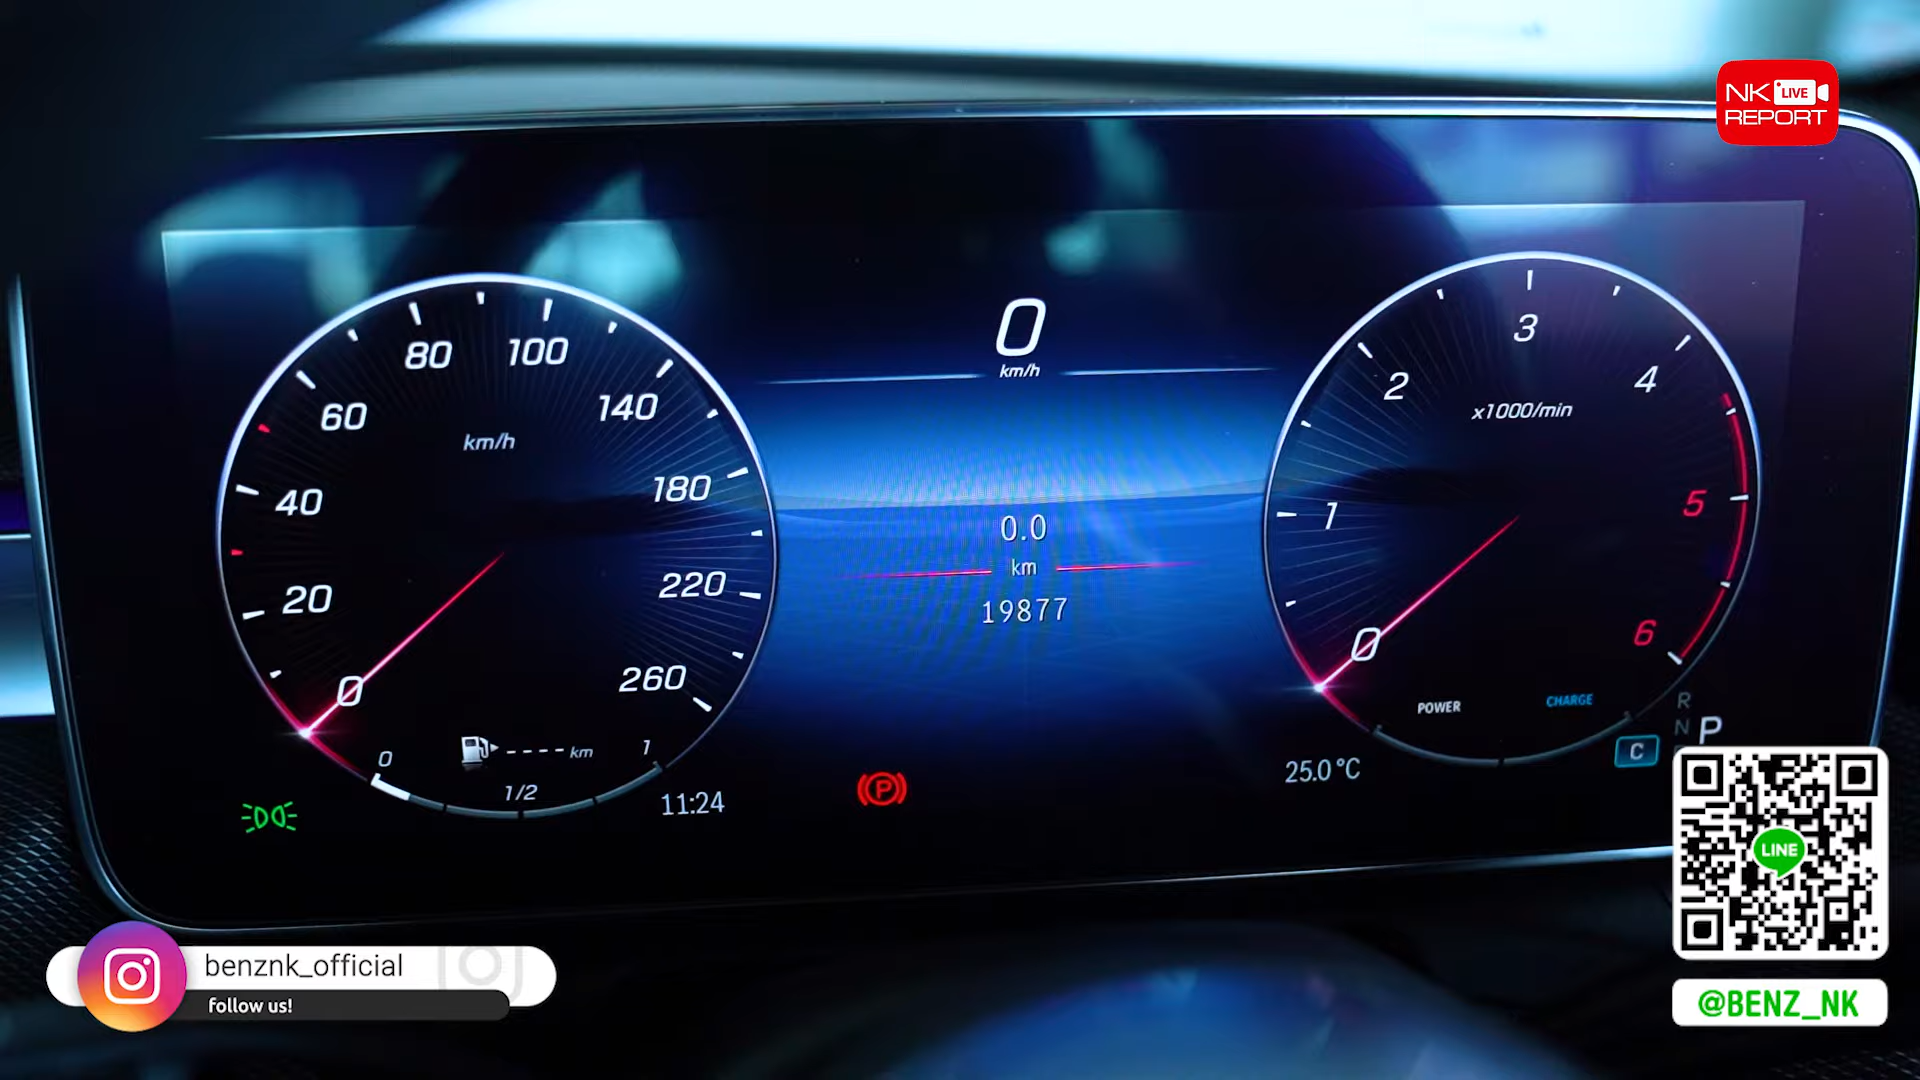 NK LIVE
REPORT
0
km/h
80 100
60 140
km/h
40 180
20 220
0 260
0 ---- km 1
1/2
11:24
0.0
km
19877
3
2 4
x1000/min
1 5
0 6
POWER CHARGE
R
N P
C
25.0 °C
P
LINE
@BENZ_NK
benznk_official
follow us!